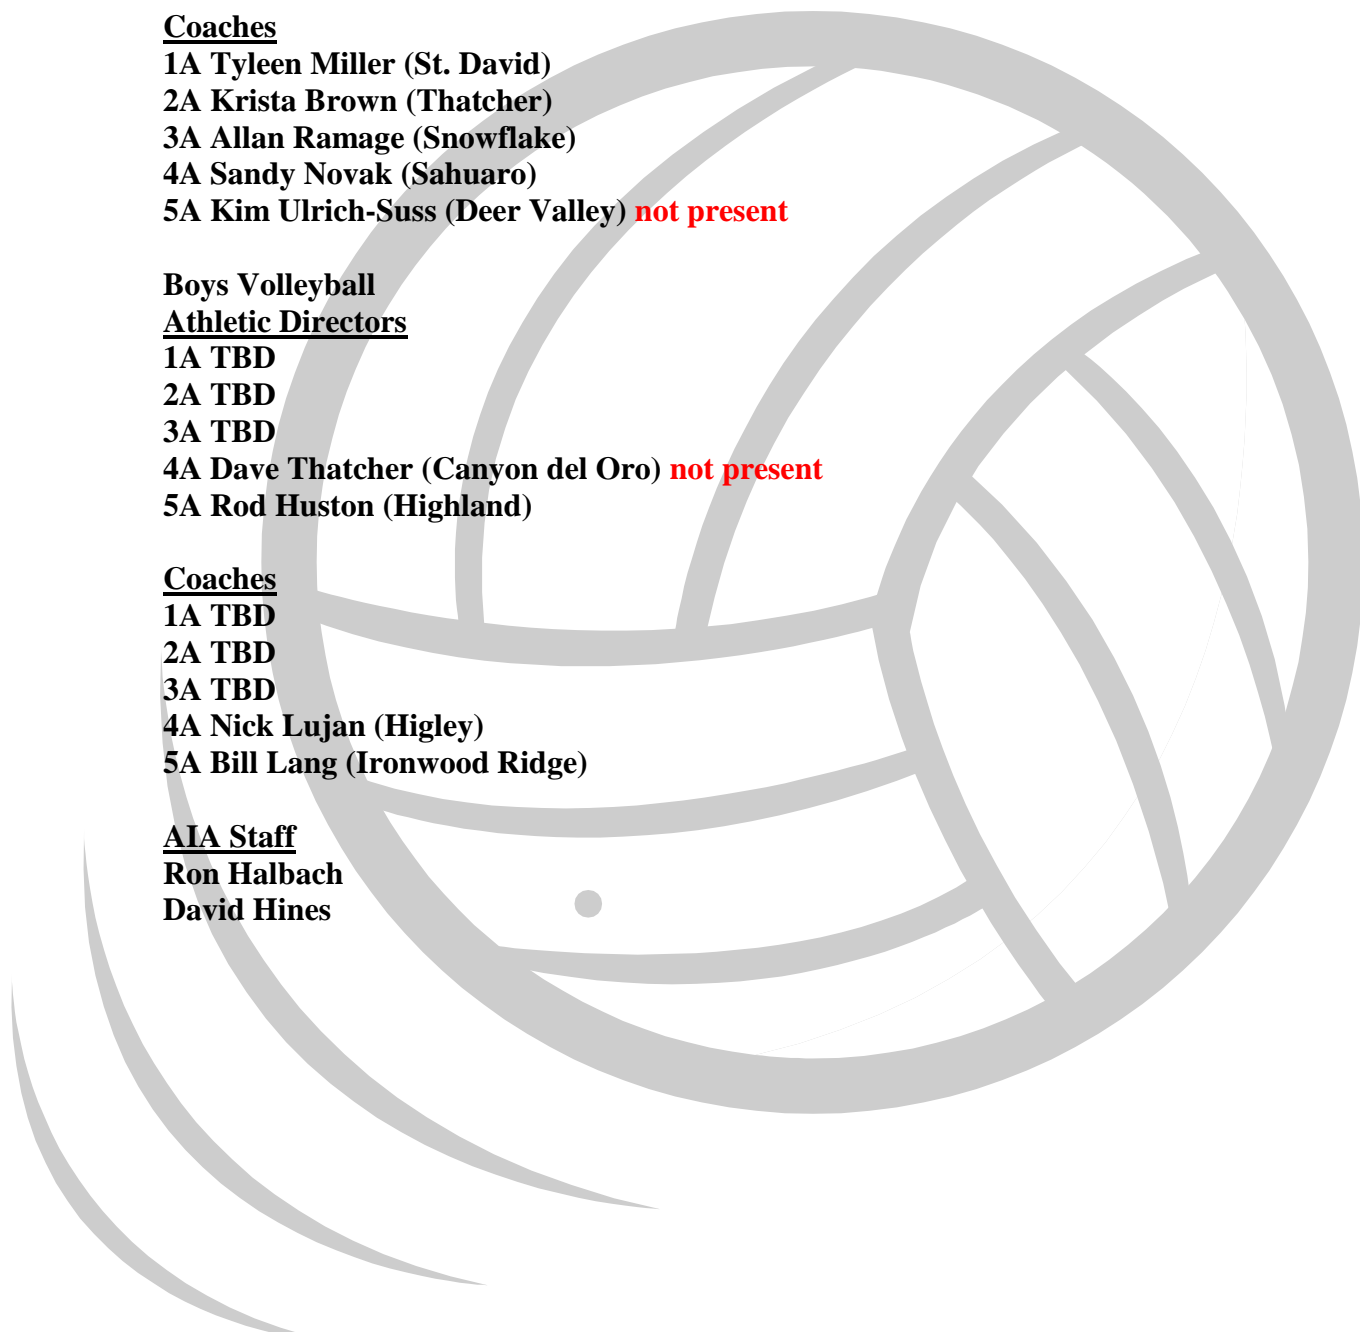 Coaches
1A Tyleen Miller (St. David)
2A Krista Brown (Thatcher)
3A Allan Ramage (Snowflake)
4A Sandy Novak (Sahuaro)
5A Kim Ulrich-Suss (Deer Valley) not present
Boys Volleyball
Athletic Directors
1A TBD
2A TBD
3A TBD
4A Dave Thatcher (Canyon del Oro) not present
5A Rod Huston (Highland)
Coaches
1A TBD
2A TBD
3A TBD
4A Nick Lujan (Higley)
5A Bill Lang (Ironwood Ridge)
AIA Staff
Ron Halbach
David Hines